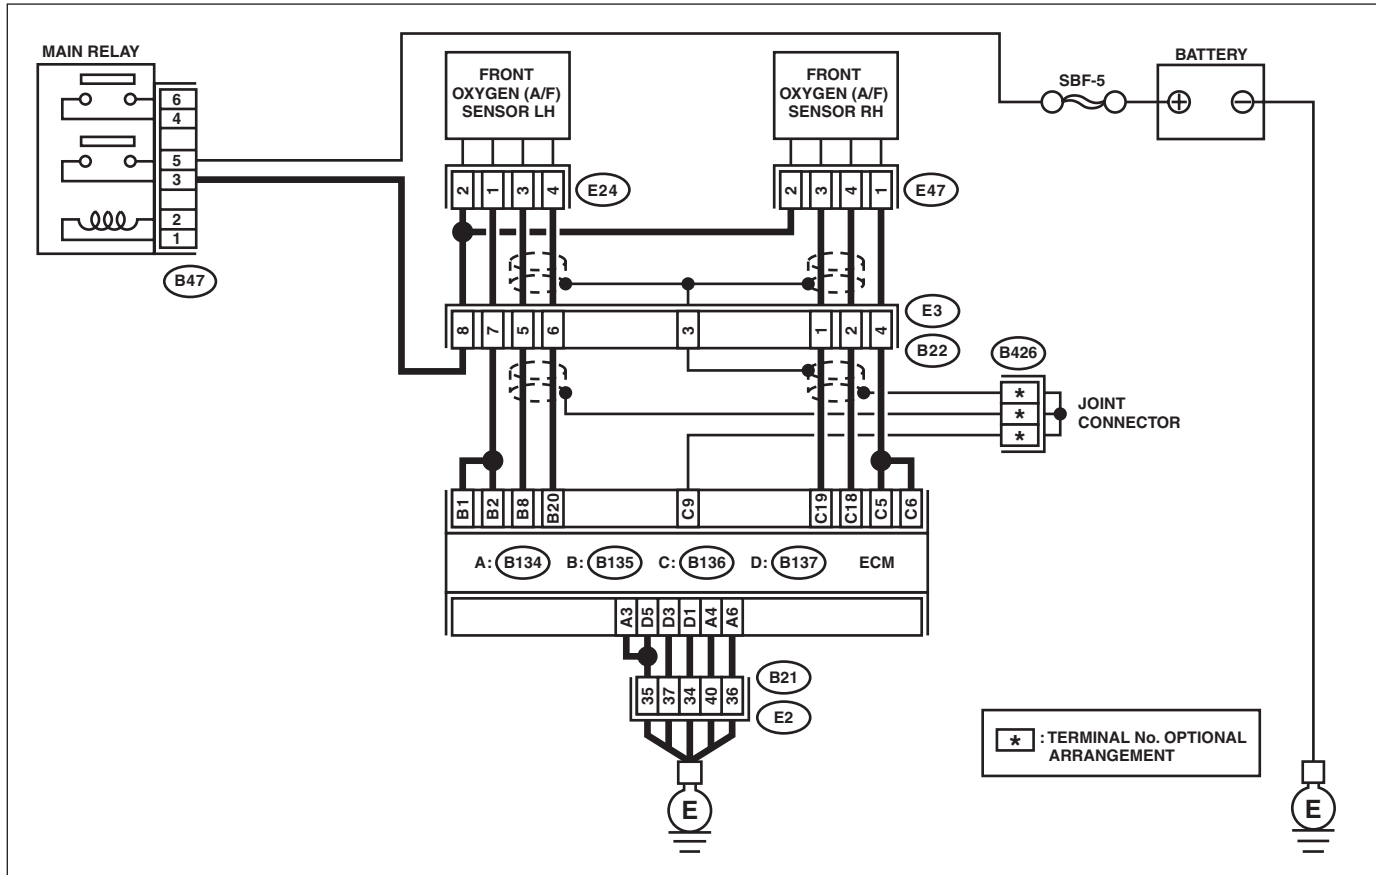 MAIN RELAY
6
4
5
3
2
1
B47
FRONT
OXYGEN (A/F)
SENSOR LH
2 1 3 4
E24
FRONT
OXYGEN (A/F)
SENSOR RH
2 3 4 1
E47
SBF-5
BATTERY
E3
8 7 5 6 3 1 2 4
B22
B426
*
*
*
JOINT
CONNECTOR
B1 B2 B8 B20 C9 C19 C18 C5 C6
A: B134 B: B135 C: B136 D: B137 ECM
A3 D5 D3 D1 A4 A6
B21
35 37 34 40 36
E2
E
* : TERMINAL No. OPTIONAL
ARRANGEMENT
E